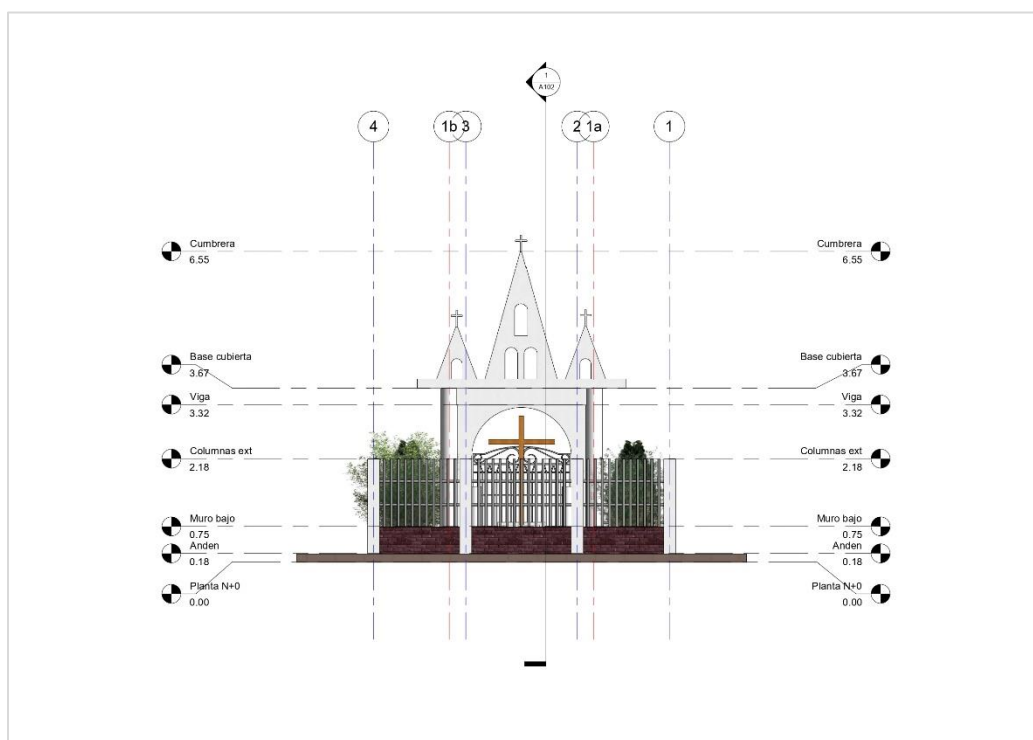 1
A102
4
1b
3
2
1a
1
Cumbrera
6.55
Cumbrera
6.55
Base cubierta
3.67
Base cubierta
3.67
Viga
3.32
Viga
3.32
Columnas ext
2.18
Columnas ext
2.18
Muro bajo
0.75
Muro bajo
0.75
Anden
0.18
Anden
0.18
Planta N+0
0.00
Planta N+0
0.00